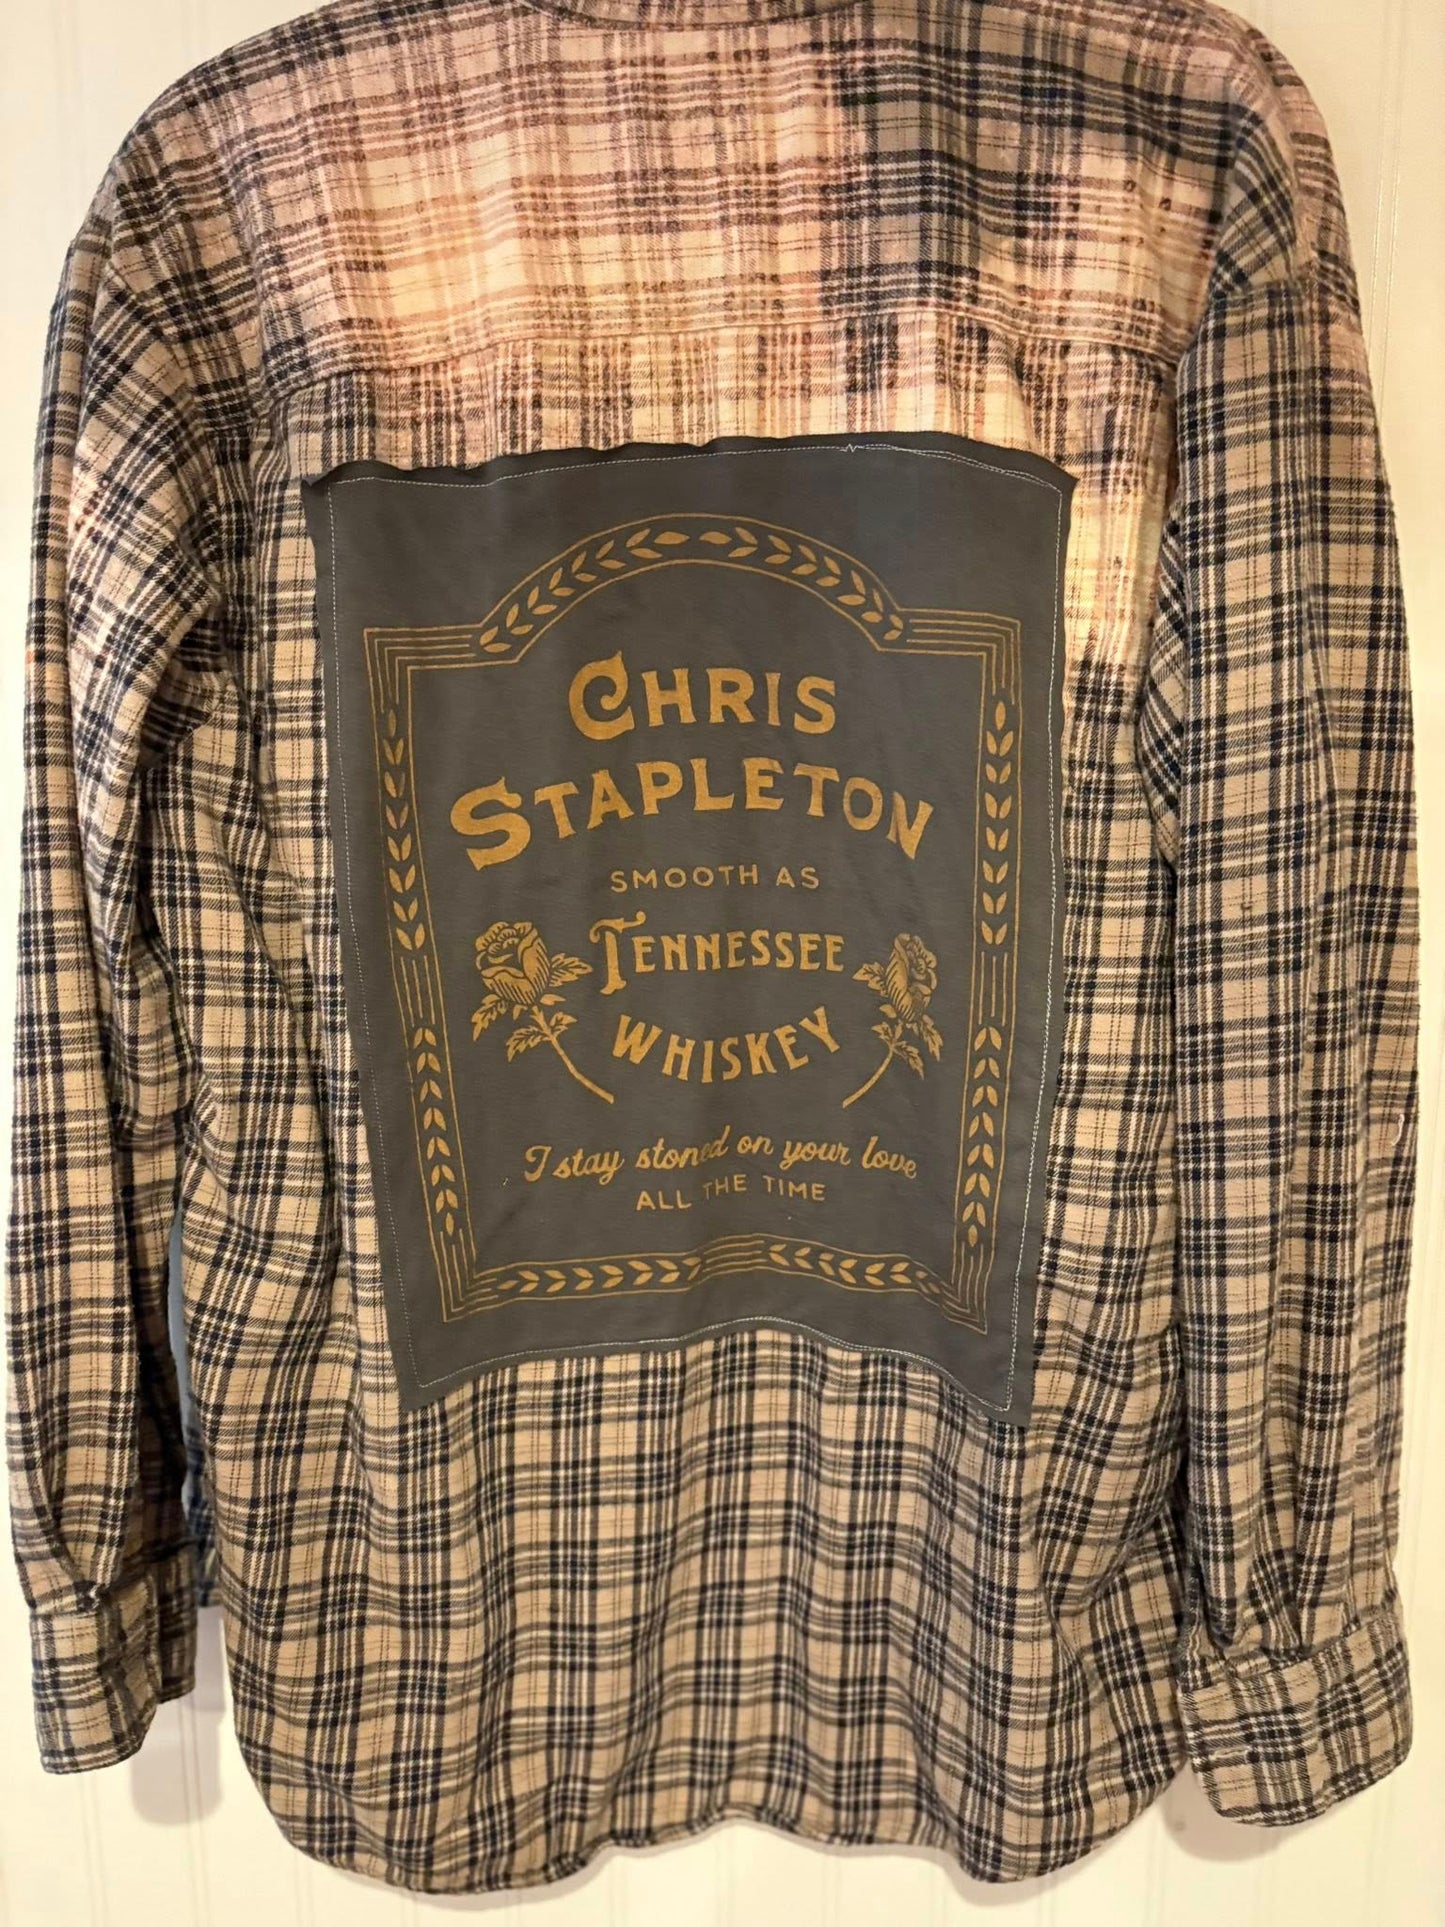 CHRIS
STAPLETON
SMOOTH AS
TENNESSEE
WHISKEY
I stay stoned on your love
ALL THE TIME